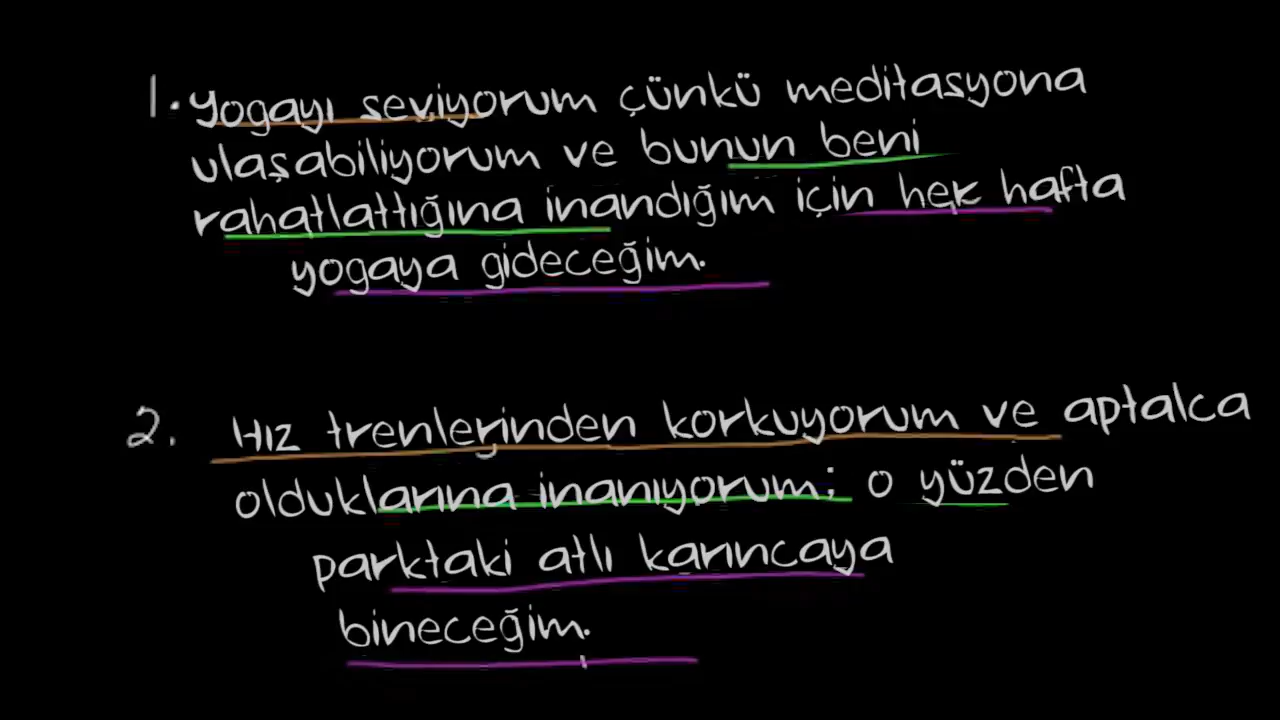 1. Yogayı seviyorum çünkü meditasyona
ulaşabiliyorum ve bunun beni
rahatlattığına inandığım için hek hafta
yogaya gideceğim.
2. Hız trenlerinden korkuyorum ve aptalca
olduklarına inanıyorum; o yüzden
parktaki atlı karıncaya
bineceğim.